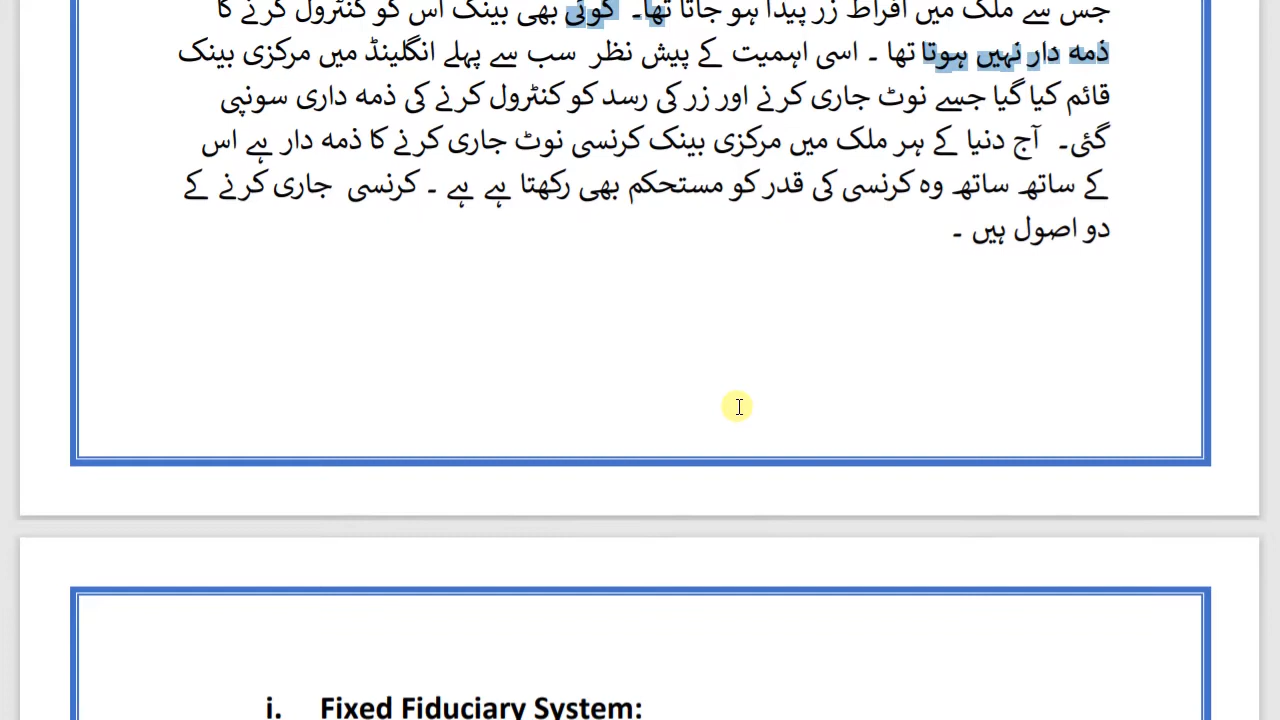 جس سے ملک میں افراط زر پیدا ہو جاتا تھا۔ کوئی بھی بینک اس کو کنٹرول کرنے کا
ذمہ دار نہیں ہوتا تھا ۔ اسی اہمیت کے پیش نظر سب سے پہلے انگلینڈ میں مرکزی بینک
قائم کیا گیا جسے نوٹ جاری کرنے اور زر کی رسد کو کنٹرول کرنے کی ذمہ داری سونپی
گئی۔ آج دنیا کے ہر ملک میں مرکزی بینک کرنسی نوٹ جاری کرنے کا ذمہ دار ہے اس
کے ساتھ ساتھ وہ کرنسی کی قدر کو مستحکم بھی رکھتا ہے ہے ۔ کرنسی جاری کرنے کے
دو اصول ہیں ۔
i. Fixed Fiduciary System: